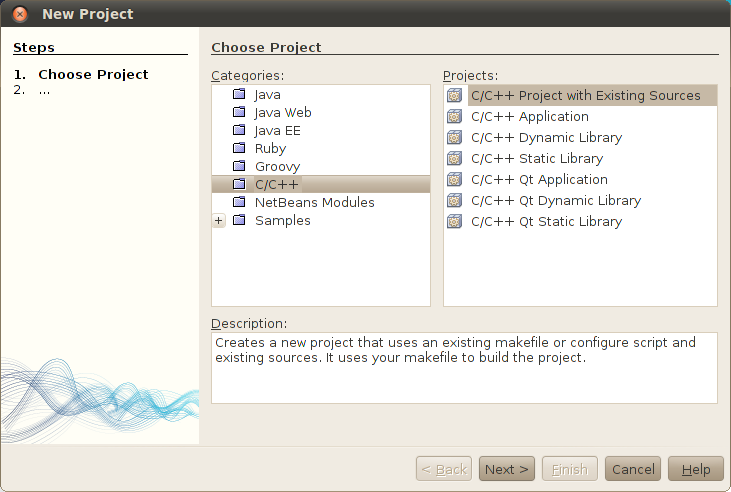 New Project
Steps
1. Choose Project
2. ...
Choose Project
Categories:
Java
Java Web
Java EE
Ruby
Groovy
C/C++
NetBeans Modules
+ Samples
Projects:
C/C++ Project with Existing Sources
C/C++ Application
C/C++ Dynamic Library
C/C++ Static Library
C/C++ Qt Application
C/C++ Qt Dynamic Library
C/C++ Qt Static Library
Description:
Creates a new project that uses an existing makefile or configure script and
existing sources. It uses your makefile to build the project.
< Back Next > Finish Cancel Help